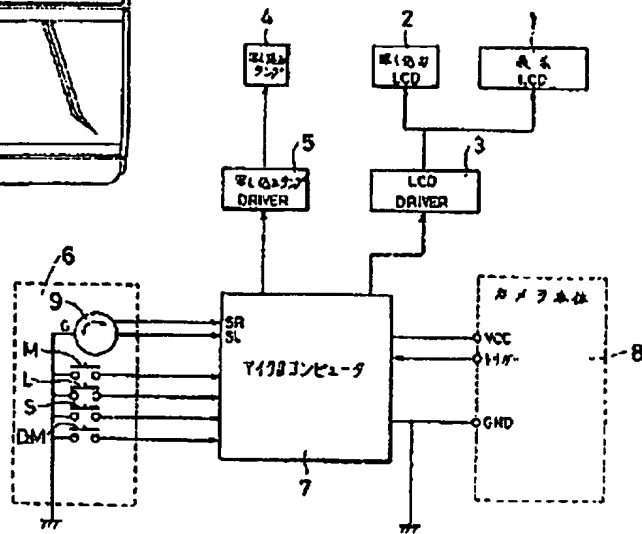 4
写し込み
ランプ
2
写し込み
LCD
1
表示
LCD
5
写し込みランプ
DRIVER
3
LCD
DRIVER
6
9
G
M
L
S
DM
SR
SL
マイクロコンピュータ
7
カメラ本体
VCC
トリガー
GND
8